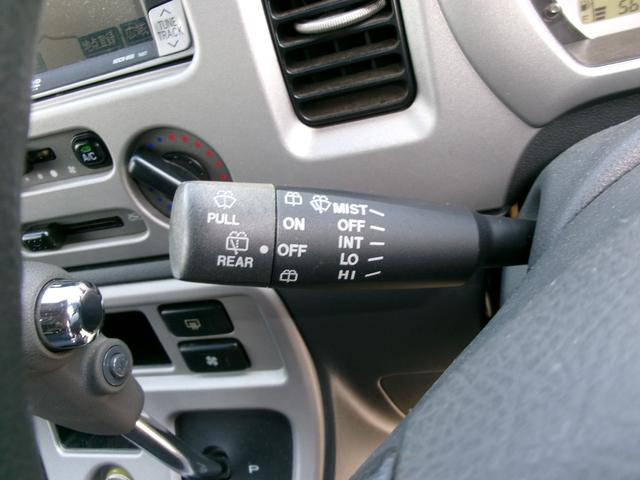 TUNE
TRACK
A/C
PULL
REAR
ON
OFF
MIST
OFF
INT
LO
HI
P